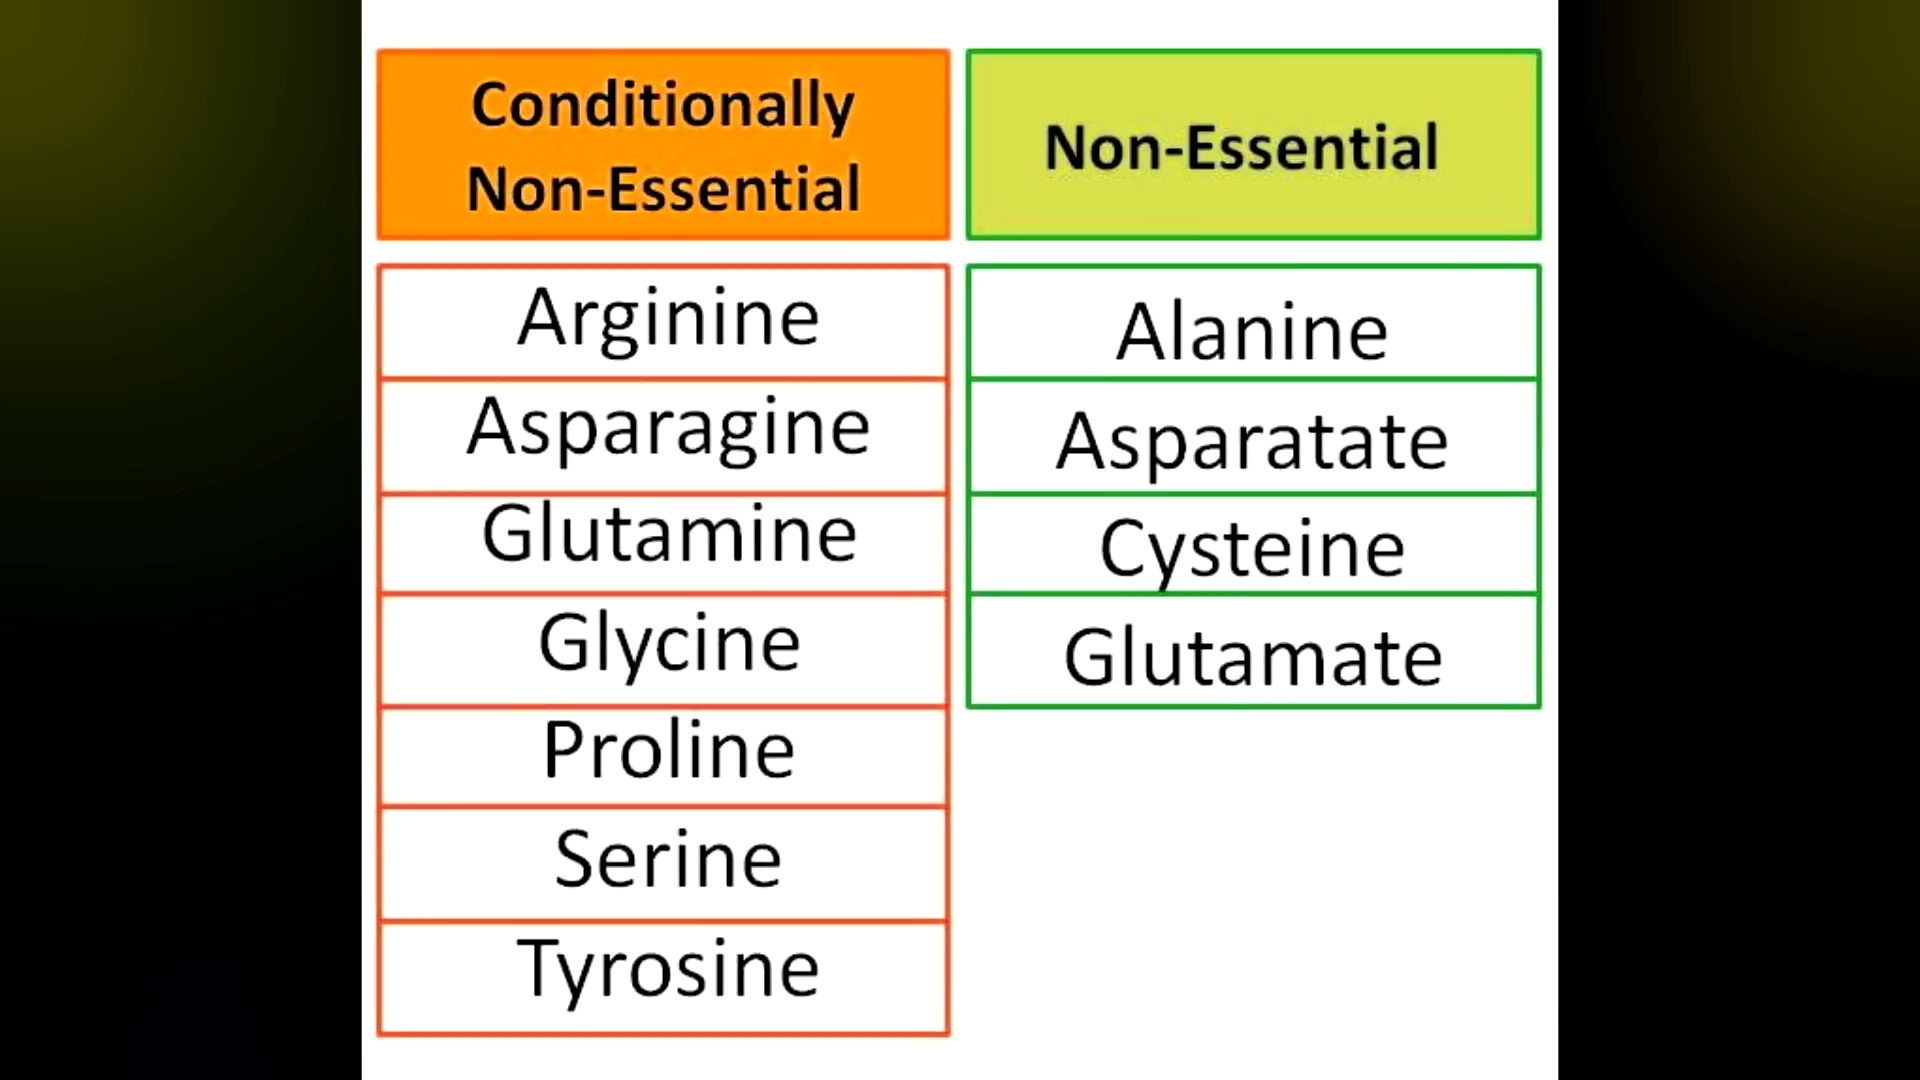 Conditionally
Non-Essential
Arginine
Asparagine
Glutamine
Glycine
Proline
Serine
Tyrosine
Non-Essential
Alanine
Asparatate
Cysteine
Glutamate